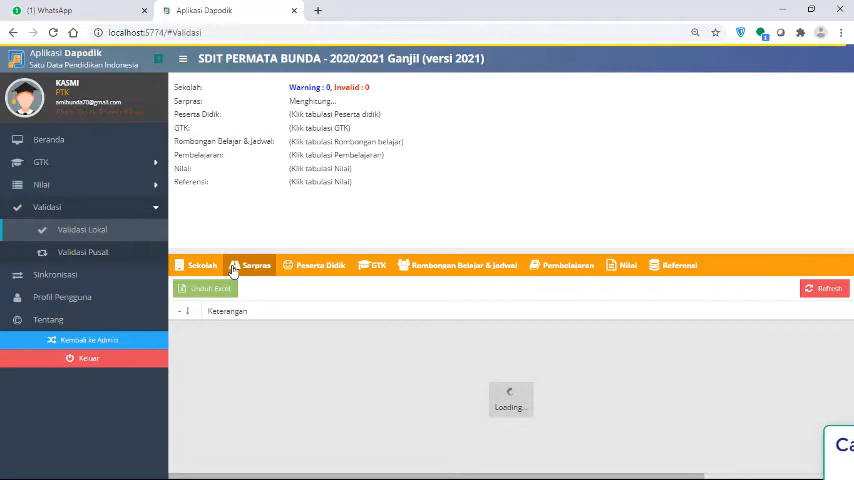 (1) WhatsApp
Aplikasi Dapodik
localhost:5774/#Validasi
Aplikasi Dapodik
Satu Data Pendidikan Indonesia
SDIT PERMATA BUNDA - 2020/2021 Ganjil (versi 2021)
KASMI
PTK
amibunda70@gmail.com
Beranda
GTK
Nilai
Validasi
Validasi Lokal
Validasi Pusat
Sinkronisasi
Profil Pengguna
Tentang
Kembali ke Admin
Keluar
Sekolah: Warning : 0, Invalid : 0
Sarpras: Menghitung...
Peserta Didik: (Klik tabulasi Peserta didik)
GTK: (Klik tabulasi GTK)
Rombongan Belajar & Jadwal: (Klik tabulasi Rombongan belajar)
Pembelajaran: (Klik tabulasi Pembelajaran)
Nilai: (Klik tabulasi Nilai)
Referensi: (Klik tabulasi Nilai)
Sekolah Sarpras Peserta Didik GTK Rombongan Belajar & Jadwal Pembelajaran Nilai Referensi
Unduh Excel Refresh
- Keterangan
Loading...
Ca